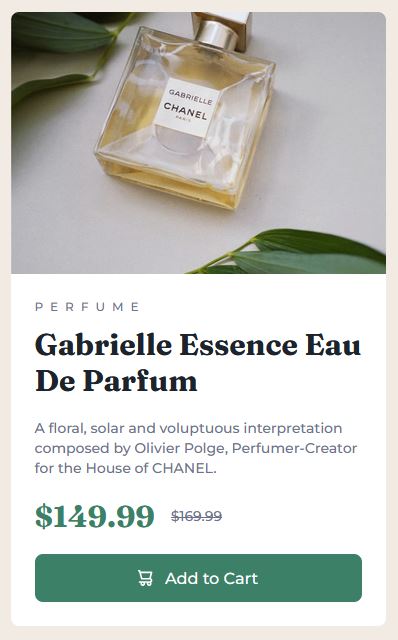 GABRIELLE
CHANEL
PARIS
PERFUME
Gabrielle Essence Eau
De Parfum
A floral, solar and voluptuous interpretation
composed by Olivier Polge, Perfumer-Creator
for the House of CHANEL.
$149.99 $169.99
Add to Cart